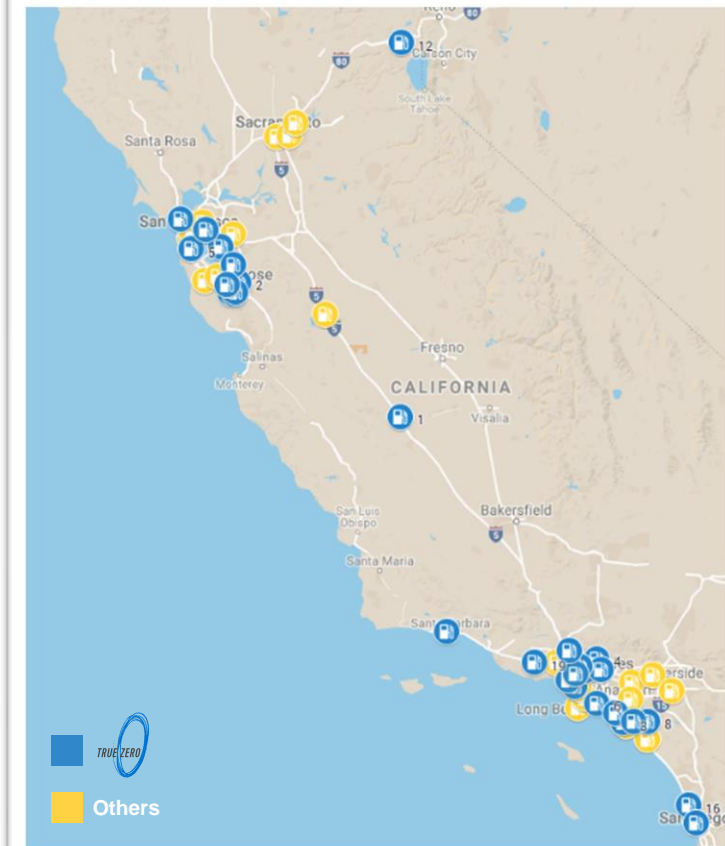 Reno
80
12
Carson City
80
South Lake
Tahoe
Santa Rosa
5
San
5
2
5
5
Salinas
Fresno
Monterey
CALIFORNIA
1
Visalia
San Luis
Obispo
Bakersfield
5
Santa Maria
19
4
Long Be
15
8
16
TRUE ZERO
Others